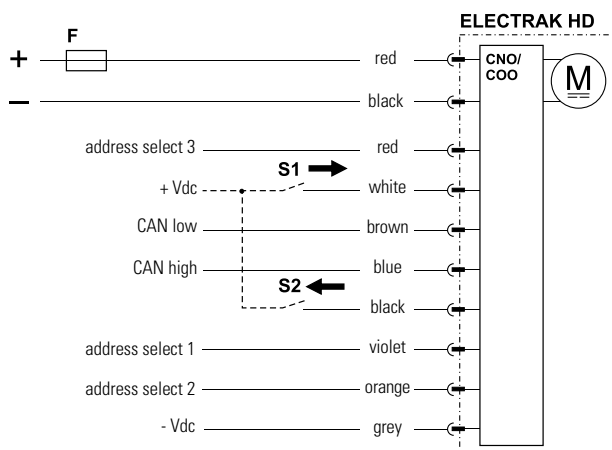 ELECTRAK HD
F
+ red CNO/
COO M
− black
address select 3 red
S1
+ Vdc white
CAN low brown
CAN high blue
S2
black
address select 1 violet
address select 2 orange
- Vdc grey